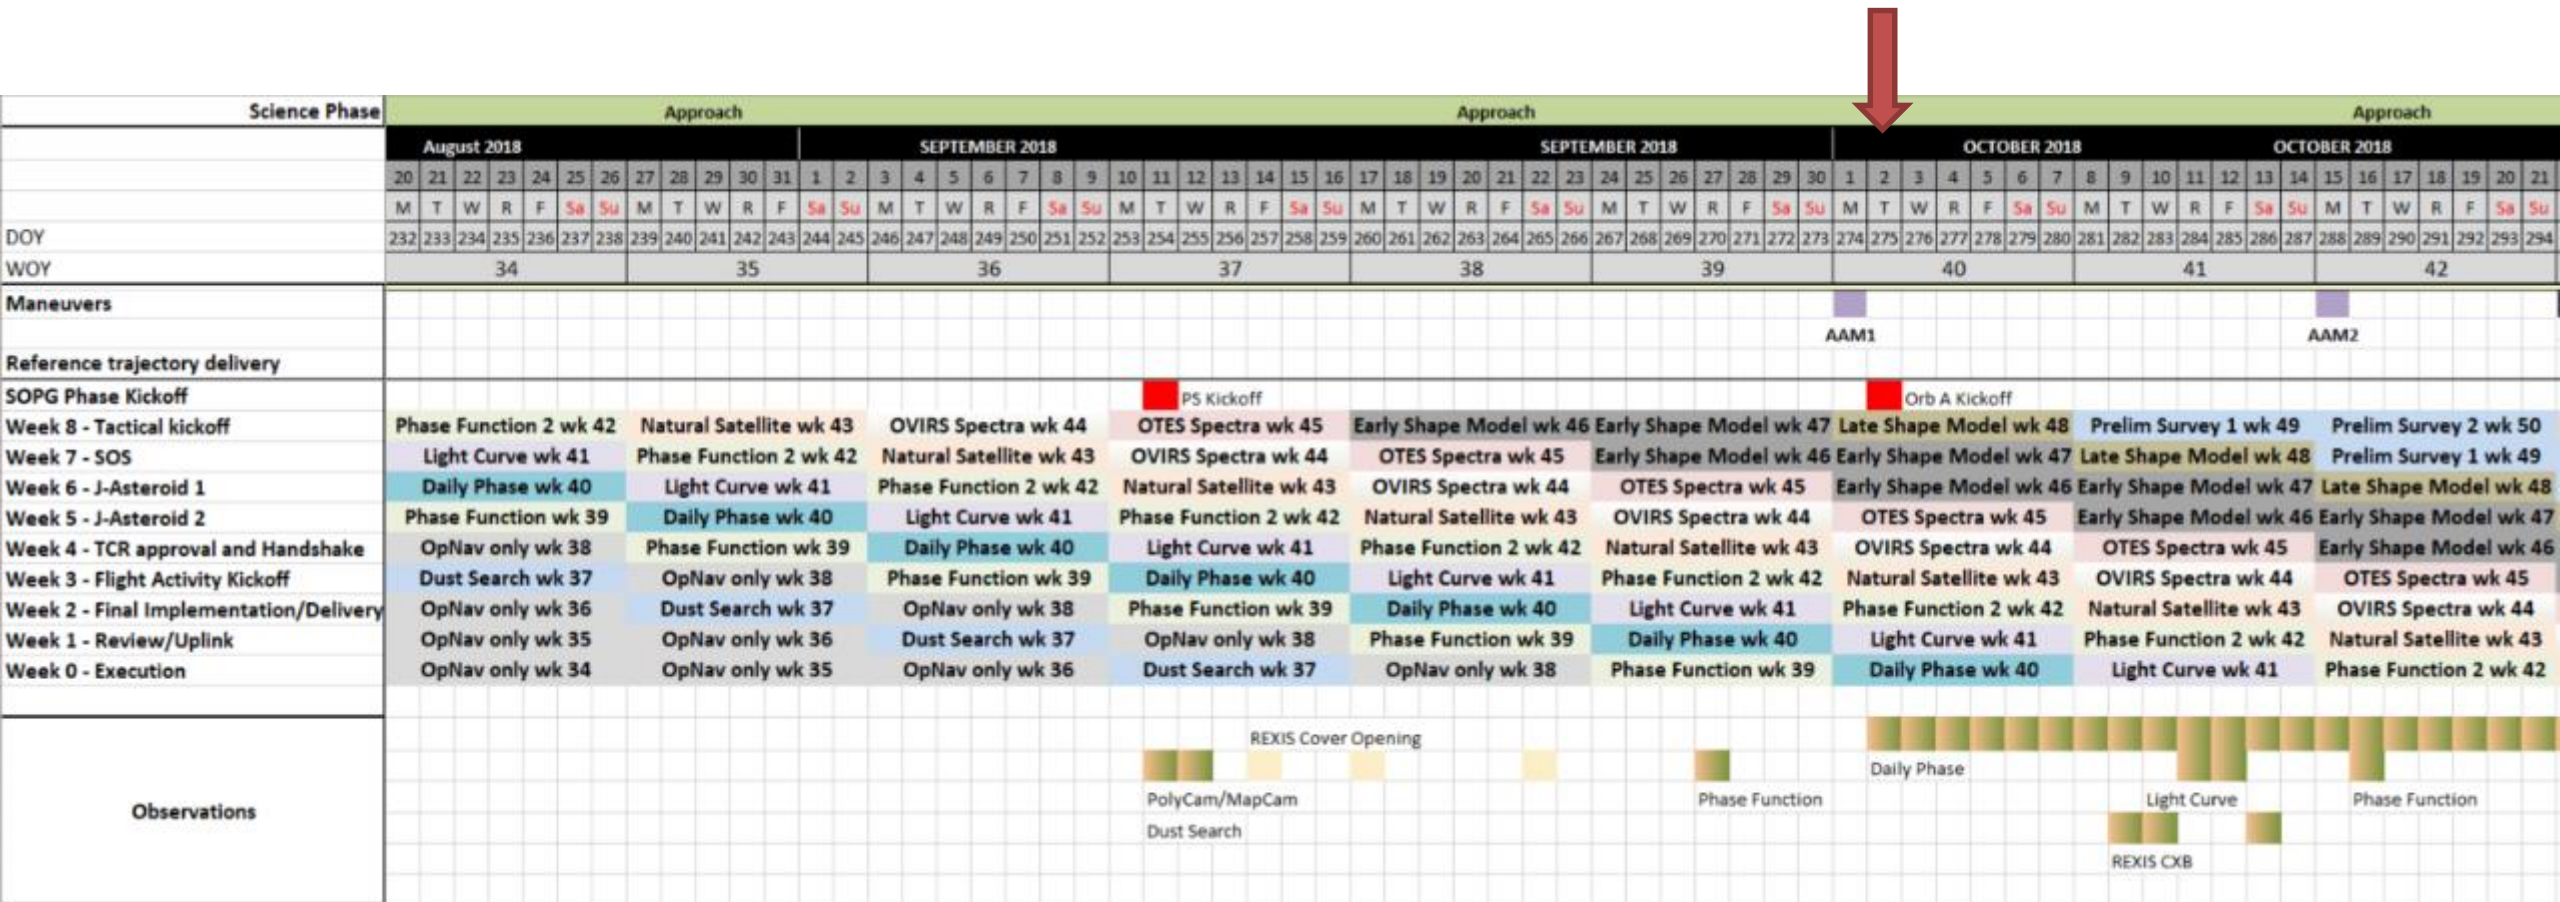 Science Phase Approach Approach Approach
August 2018 SEPTEMBER 2018 SEPTEMBER 2018 OCTOBER 2018 OCTOBER 2018
20 21 22 23 24 25 26 27 28 29 30 31 1 2 3 4 5 6 7 8 9 10 11 12 13 14 15 16 17 18 19 20 21 22 23 24 25 26 27 28 29 30 1 2 3 4 5 6 7 8 9 10 11 12 13 14 15 16 17 18 19 20 21
M T W R F Sa Su M T W R F Sa Su M T W R F Sa Su M T W R F Sa Su M T W R F Sa Su M T W R F Sa Su M T W R F Sa Su M T W R F Sa Su M T W R F Sa Su
DOY 232 233 234 235 236 237 238 239 240 241 242 243 244 245 246 247 248 249 250 251 252 253 254 255 256 257 258 259 260 261 262 263 264 265 266 267 268 269 270 271 272 273 274 275 276 277 278 279 280 281 282 283 284 285 286 287 288 289 290 291 292 293 294
WOY 34 35 36 37 38 39 40 41 42
Maneuvers
AAM1 AAM2
Reference trajectory delivery
SOPG Phase Kickoff PS Kickoff Orb A Kickoff
Week 8 - Tactical kickoff Phase Function 2 wk 42 Natural Satellite wk 43 OVIRS Spectra wk 44 OTES Spectra wk 45 Early Shape Model wk 46 Early Shape Model wk 47 Late Shape Model wk 48 Prelim Survey 1 wk 49 Prelim Survey 2 wk 50
Week 7 - SOS Light Curve wk 41 Phase Function 2 wk 42 Natural Satellite wk 43 OVIRS Spectra wk 44 OTES Spectra wk 45 Early Shape Model wk 46 Early Shape Model wk 47 Late Shape Model wk 48 Prelim Survey 1 wk 49
Week 6 - J-Asteroid 1 Daily Phase wk 40 Light Curve wk 41 Phase Function 2 wk 42 Natural Satellite wk 43 OVIRS Spectra wk 44 OTES Spectra wk 45 Early Shape Model wk 46 Early Shape Model wk 47 Late Shape Model wk 48
Week 5 - J-Asteroid 2 Phase Function wk 39 Daily Phase wk 40 Light Curve wk 41 Phase Function 2 wk 42 Natural Satellite wk 43 OVIRS Spectra wk 44 OTES Spectra wk 45 Early Shape Model wk 46 Early Shape Model wk 47
Week 4 - TCR approval and Handshake OpNav only wk 38 Phase Function wk 39 Daily Phase wk 40 Light Curve wk 41 Phase Function 2 wk 42 Natural Satellite wk 43 OVIRS Spectra wk 44 OTES Spectra wk 45 Early Shape Model wk 46
Week 3 - Flight Activity Kickoff Dust Search wk 37 OpNav only wk 38 Phase Function wk 39 Daily Phase wk 40 Light Curve wk 41 Phase Function 2 wk 42 Natural Satellite wk 43 OVIRS Spectra wk 44 OTES Spectra wk 45
Week 2 - Final Implementation/Delivery OpNav only wk 36 Dust Search wk 37 OpNav only wk 38 Phase Function wk 39 Daily Phase wk 40 Light Curve wk 41 Phase Function 2 wk 42 Natural Satellite wk 43 OVIRS Spectra wk 44
Week 1 - Review/Uplink OpNav only wk 35 OpNav only wk 36 Dust Search wk 37 OpNav only wk 38 Phase Function wk 39 Daily Phase wk 40 Light Curve wk 41 Phase Function 2 wk 42 Natural Satellite wk 43
Week 0 - Execution OpNav only wk 34 OpNav only wk 35 OpNav only wk 36 Dust Search wk 37 OpNav only wk 38 Phase Function wk 39 Daily Phase wk 40 Light Curve wk 41 Phase Function 2 wk 42
REXIS Cover Opening
Daily Phase
PolyCam/MapCam Phase Function Light Curve Phase Function
Observations
Dust Search
REXIS CXB